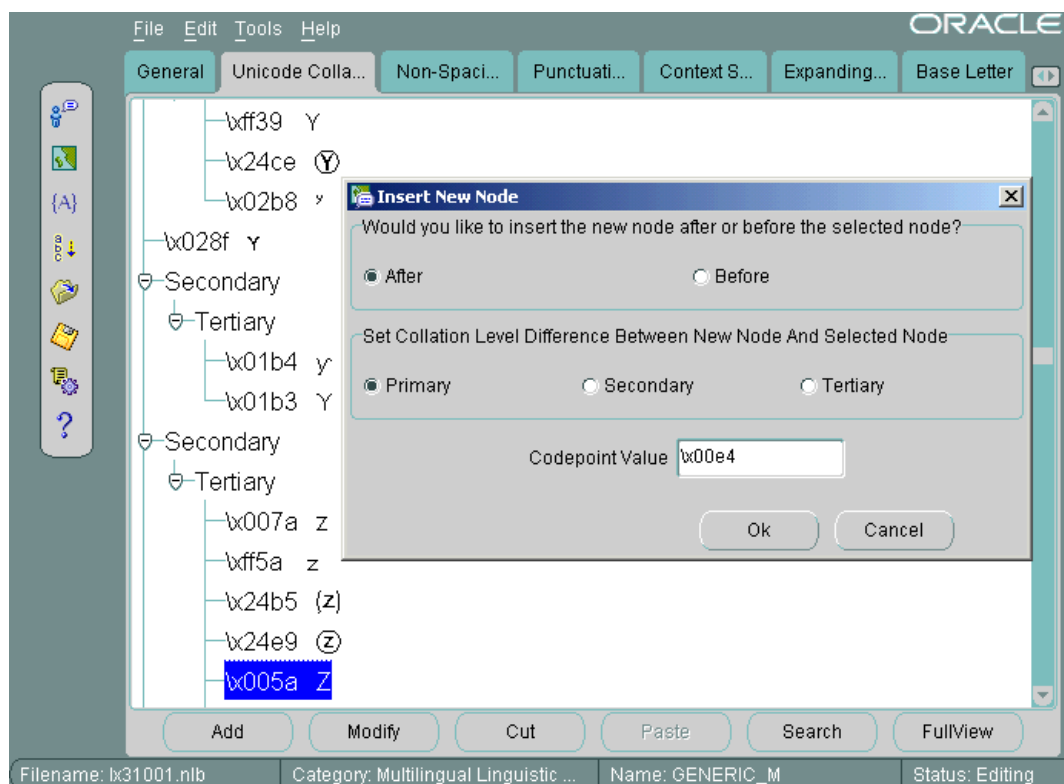 File Edit Tools Help
ORACLE
General Unicode Colla... Non-Spaci... Punctuati... Context S... Expanding... Base Letter
\xff39 Y
\x24ce Ⓨ
\x02b8 ʸ
\x028f ʏ
Secondary
Tertiary
\x01b4 ƴ
\x01b3 Ƴ
Secondary
Tertiary
\x007a z
\xff5a z
\x24b5 (z)
\x24e9 ⓩ
\x005a Z
{A}
a
b
c
?
Insert New Node
Would you like to insert the new node after or before the selected node?
After Before
Set Collation Level Difference Between New Node And Selected Node
Primary Secondary Tertiary
Codepoint Value \x00e4
Ok Cancel
Add Modify Cut Paste Search FullView
Filename: lx31001.nlb Category: Multilingual Linguistic ... Name: GENERIC_M Status: Editing